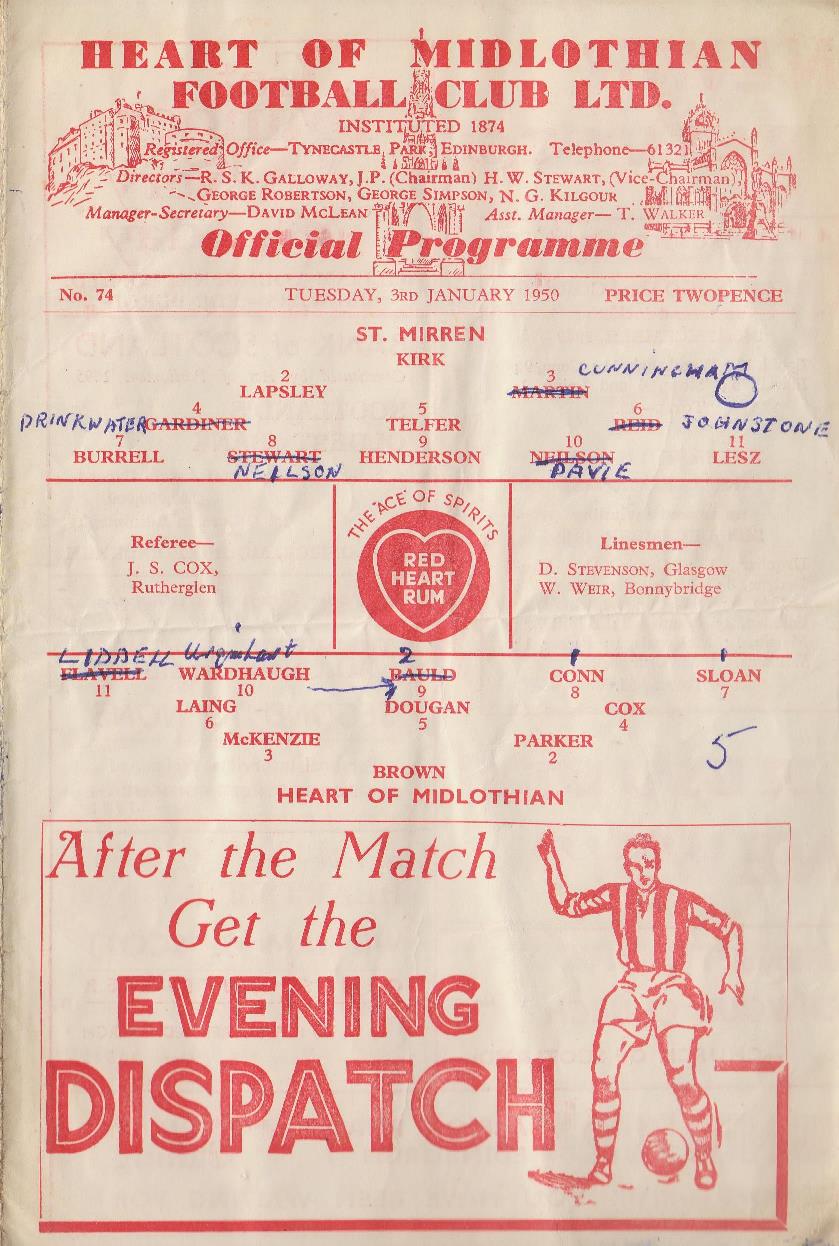 HEART OF MIDLOTHIAN
FOOTBALL CLUB LTD.
INSTITUTED 1874
Registered Office—TYNECASTLE PARK, EDINBURGH. Telephone—61321
Directors—R. S. K. GALLOWAY, J.P. (Chairman) H. W. STEWART, (Vice-Chairman)
GEORGE ROBERTSON, GEORGE SIMPSON, N. G. KILGOUR
Manager-Secretary—DAVID McLEAN Asst. Manager— T. WALKER
Official Programme
No. 74 TUESDAY, 3RD JANUARY 1950 PRICE TWOPENCE
ST. MIRREN
KIRK
CUNNINGHAM
2 3
LAPSLEY MARTIN
4 5 6
DRINKWATER GARDINER TELFER REID JOHNSTONE
7 8 9 10 11
BURRELL STEWART HENDERSON NEILSON LESZ
NEILSON DAVIE
THE "ACE" OF SPIRITS
RED
HEART
RUM
Referee—
J. S. COX,
Rutherglen
Linesmen—
D. STEVENSON, Glasgow
W. WEIR, Bonnybridge
LIDDELL Urquhart 2 1 1
FLAVELL WARDHAUGH BAULD CONN SLOAN
11 10 9 8 7
LAING DOUGAN COX
6 5 4
McKENZIE PARKER 5
3 2
BROWN
HEART OF MIDLOTHIAN
After the Match
Get the
EVENING
DISPATCH